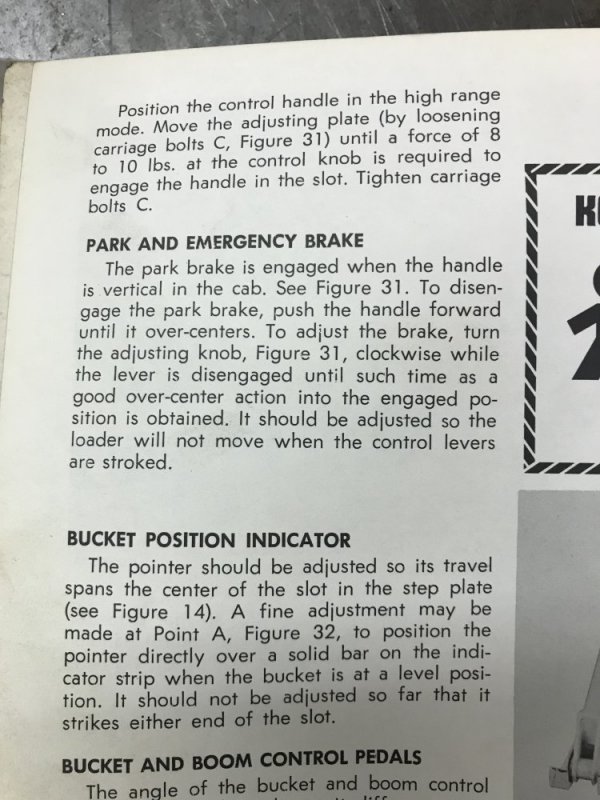 Position the control handle in the high range
mode. Move the adjusting plate (by loosening
carriage bolts C, Figure 31) until a force of 8
to 10 lbs. at the control knob is required to
engage the handle in the slot. Tighten carriage
bolts C.
PARK AND EMERGENCY BRAKE
The park brake is engaged when the handle
is vertical in the cab. See Figure 31. To disen-
gage the park brake, push the handle forward
until it over-centers. To adjust the brake, turn
the adjusting knob, Figure 31, clockwise while
the lever is disengaged until such time as a
good over-center action into the engaged po-
sition is obtained. It should be adjusted so the
loader will not move when the control levers
are stroked.
BUCKET POSITION INDICATOR
The pointer should be adjusted so its travel
spans the center of the slot in the step plate
(see Figure 14). A fine adjustment may be
made at Point A, Figure 32, to position the
pointer directly over a solid bar on the indi-
cator strip when the bucket is at a level posi-
tion. It should not be adjusted so far that it
strikes either end of the slot.
BUCKET AND BOOM CONTROL PEDALS
The angle of the bucket and boom control